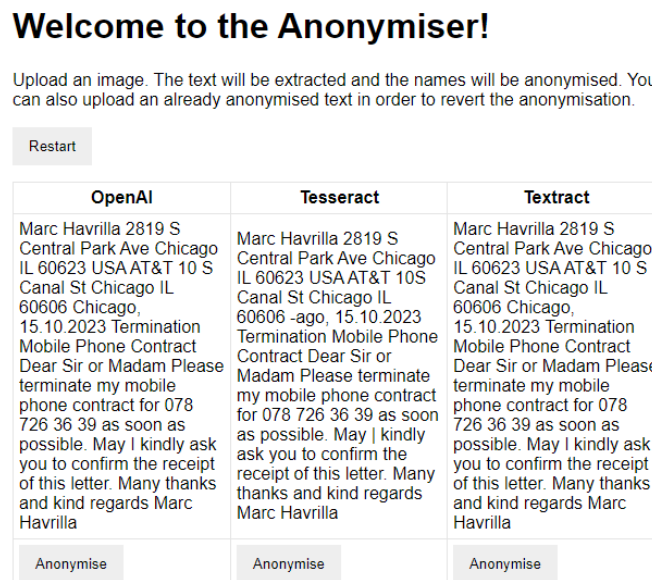 Welcome to the Anonymiser!
Upload an image. The text will be extracted and the names will be anonymised. You
can also upload an already anonymised text in order to revert the anonymisation.
Restart
OpenAI
Marc Havrilla 2819 S
Central Park Ave Chicago
IL 60623 USA AT&T 10 S
Canal St Chicago IL
60606 Chicago,
15.10.2023 Termination
Mobile Phone Contract
Dear Sir or Madam Please
terminate my mobile
phone contract for 078
726 36 39 as soon as
possible. May I kindly ask
you to confirm the receipt
of this letter. Many thanks
and kind regards Marc
Havrilla
Anonymise
Tesseract
Marc Havrilla 2819 S
Central Park Ave Chicago
IL 60623 USA AT&T 10S
Canal St Chicago IL
60606 -ago, 15.10.2023
Termination Mobile Phone
Contract Dear Sir or
Madam Please terminate
my mobile phone contract
for 078 726 36 39 as soon
as possible. May | kindly
ask you to confirm the
receipt of this letter. Many
thanks and kind regards
Marc Havrilla
Anonymise
Textract
Marc Havrilla 2819 S
Central Park Ave Chicago
IL 60623 USA AT&T 10 S
Canal St Chicago IL
60606 Chicago,
15.10.2023 Termination
Mobile Phone Contract
Dear Sir or Madam Please
terminate my mobile
phone contract for 078
726 36 39 as soon as
possible. May I kindly ask
you to confirm the receipt
of this letter. Many thanks
and kind regards Marc
Havrilla
Anonymise